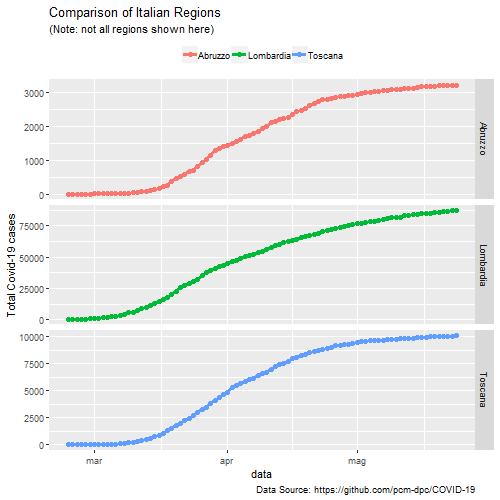 Comparison of Italian Regions
(Note: not all regions shown here)
Abruzzo Lombardia Toscana
Total Covid-19 cases
3000
2000
1000
0
Abruzzo
75000
50000
25000
0
Lombardia
10000
7500
5000
2500
0
Toscana
mar apr mag
data
Data Source: https://github.com/pcm-dpc/COVID-19